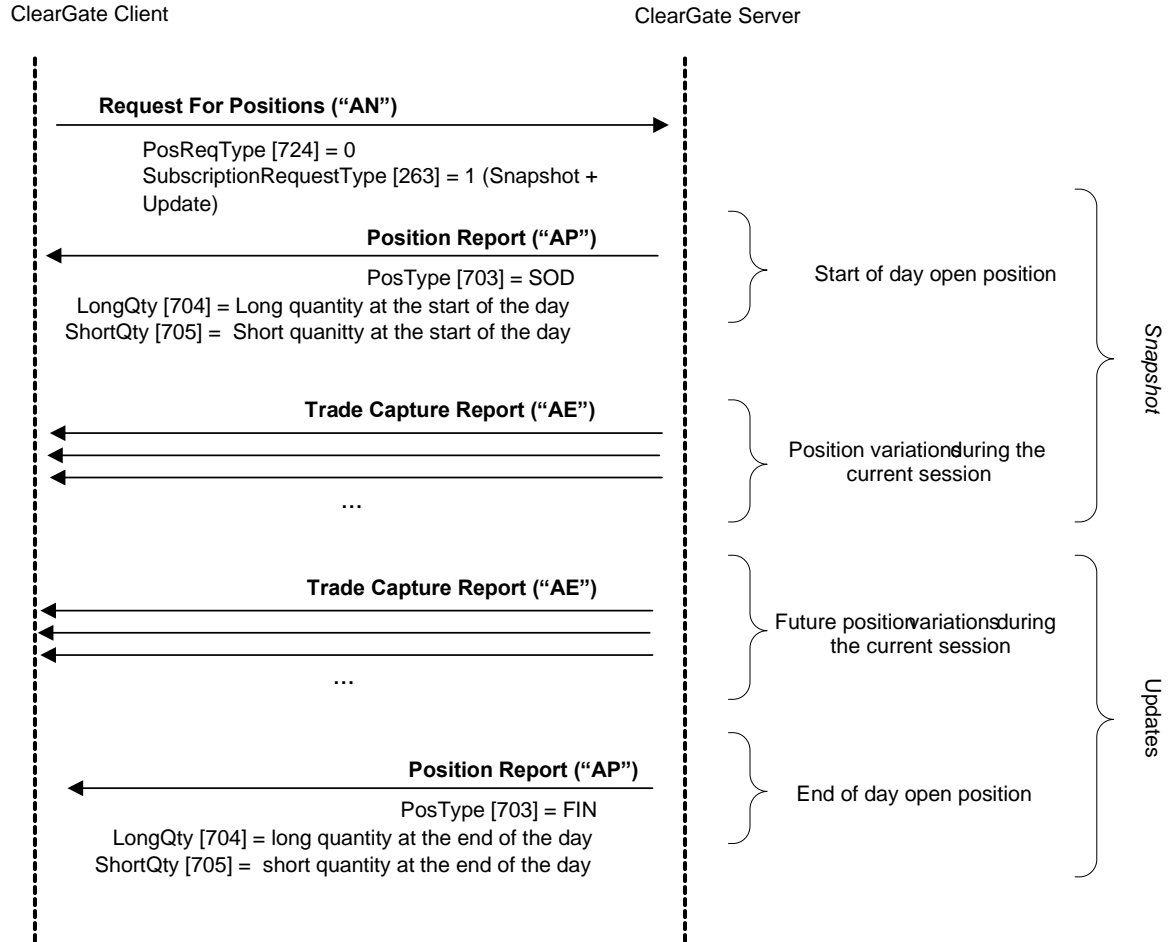 ClearGate Client
ClearGate Server
Request For Positions (“AN”)
PosReqType [724] = 0
SubscriptionRequestType [263] = 1 (Snapshot +
Update)
Position Report (“AP”)
PosType [703] = SOD
LongQty [704] = Long quantity at the start of the day
ShortQty [705] = Short quanitty at the start of the day
Start of day open position
Snapshot
Trade Capture Report (“AE”)
...
Position variations during the
current session
Trade Capture Report (“AE”)
...
Future position variations during
the current session
Updates
Position Report (“AP”)
PosType [703] = FIN
LongQty [704] = long quantity at the end of the day
ShortQty [705] = short quantity at the end of the day
End of day open position